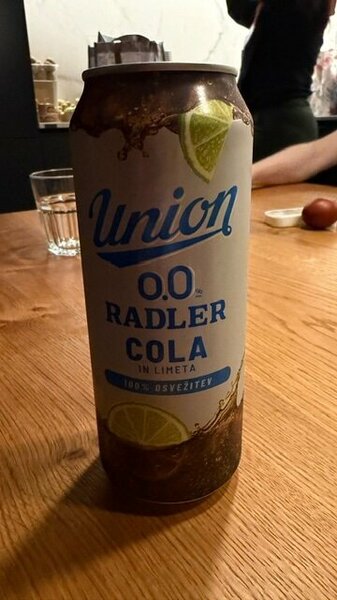 Union
0.0%
RADLER
COLA
IN LIMETA
100% OSVEŽITEV